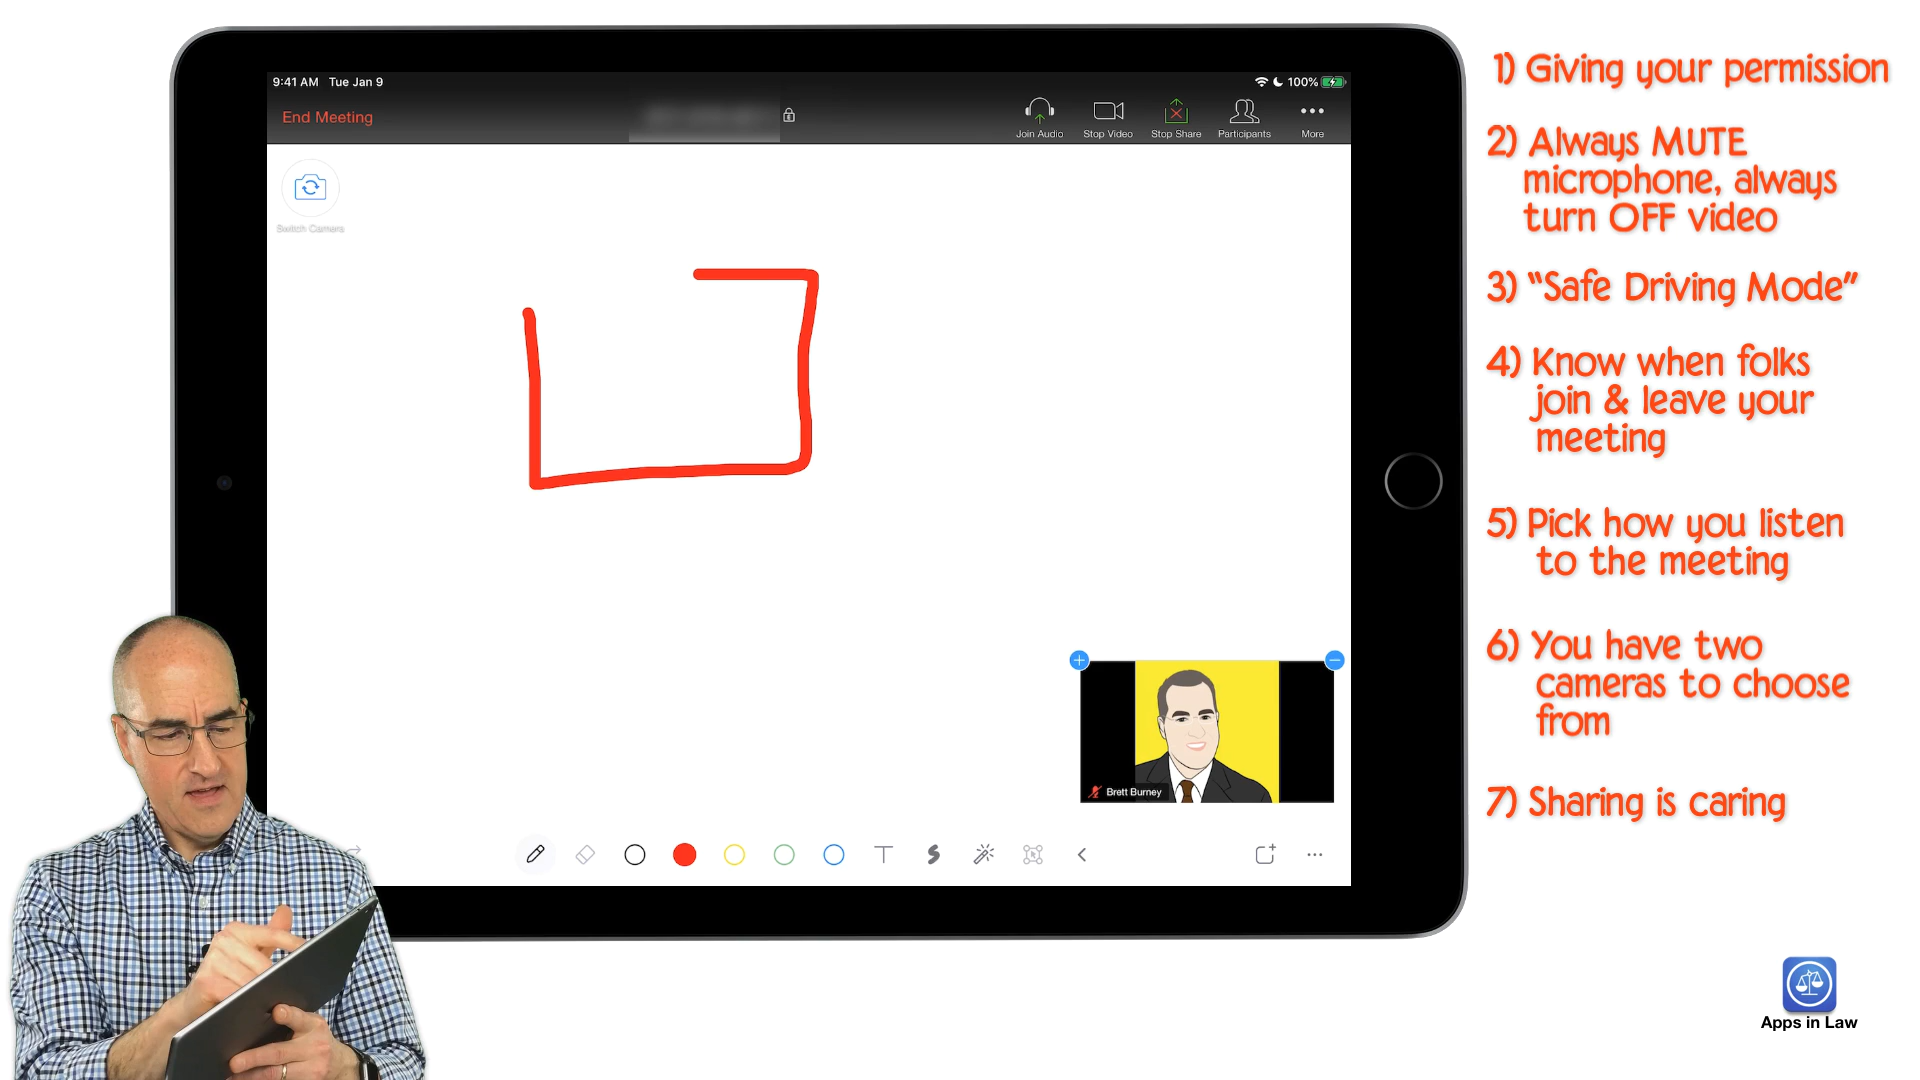 9:41 AM Tue Jan 9
100%
End Meeting
Join Audio
Stop Video
Stop Share
Participants
More
Switch Camera
Brett Burney
T
1) Giving your permission
2) Always MUTE
microphone, always
turn OFF video
3) "Safe Driving Mode"
4) Know when folks
join & leave your
meeting
5) Pick how you listen
to the meeting
6) You have two
cameras to choose
from
7) Sharing is caring
Apps in Law